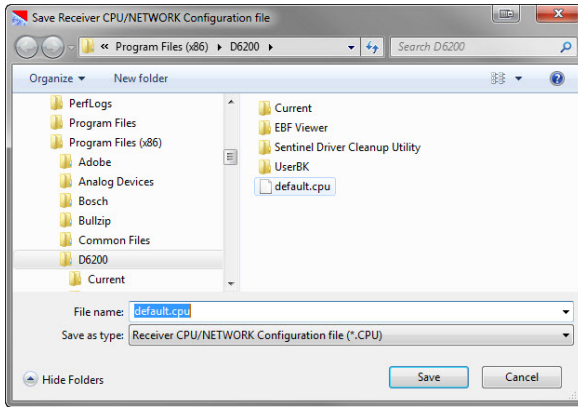 Save Receiver CPU/NETWORK Configuration file
« Program Files (x86) D6200
Search D6200
Organize New folder
PerfLogs
Program Files
Program Files (x86)
Adobe
Analog Devices
Bosch
Bullzip
Common Files
D6200
Current
Current
EBF Viewer
Sentinel Driver Cleanup Utility
UserBK
default.cpu
File name: default.cpu
Save as type: Receiver CPU/NETWORK Configuration file (*.CPU)
Hide Folders
Save Cancel